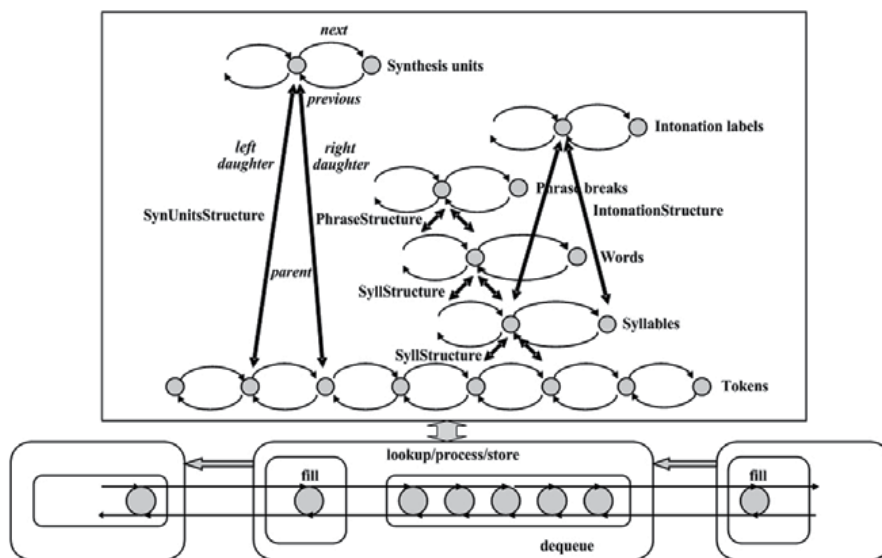 next
Synthesis units
previous
Intonation labels
left
daughter
right
daughter
Phrase breaks
SynUnitsStructure
PhraseStructure
IntonationStructure
Words
parent
SyllStructure
Syllables
SyllStructure
Tokens
lookup/process/store
fill
fill
dequeue